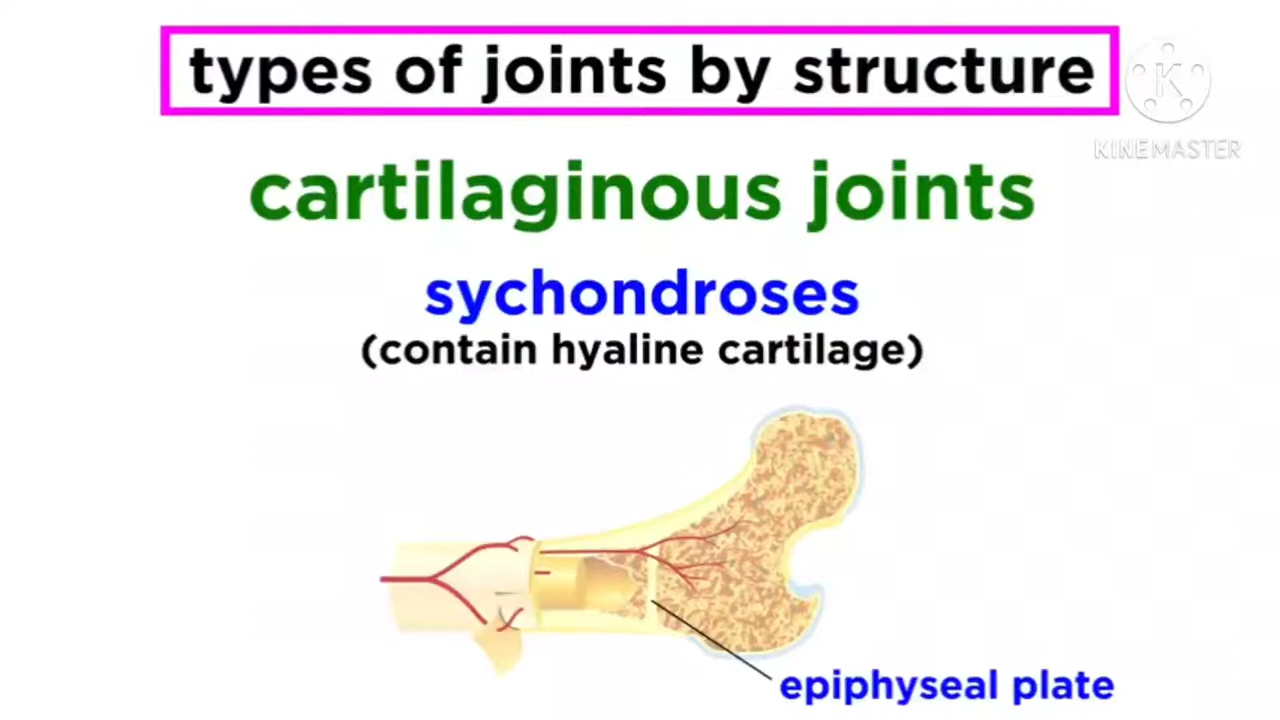 types of joints by structure
K
KINEMASTER
cartilaginous joints
sychondroses
(contain hyaline cartilage)
epiphyseal plate